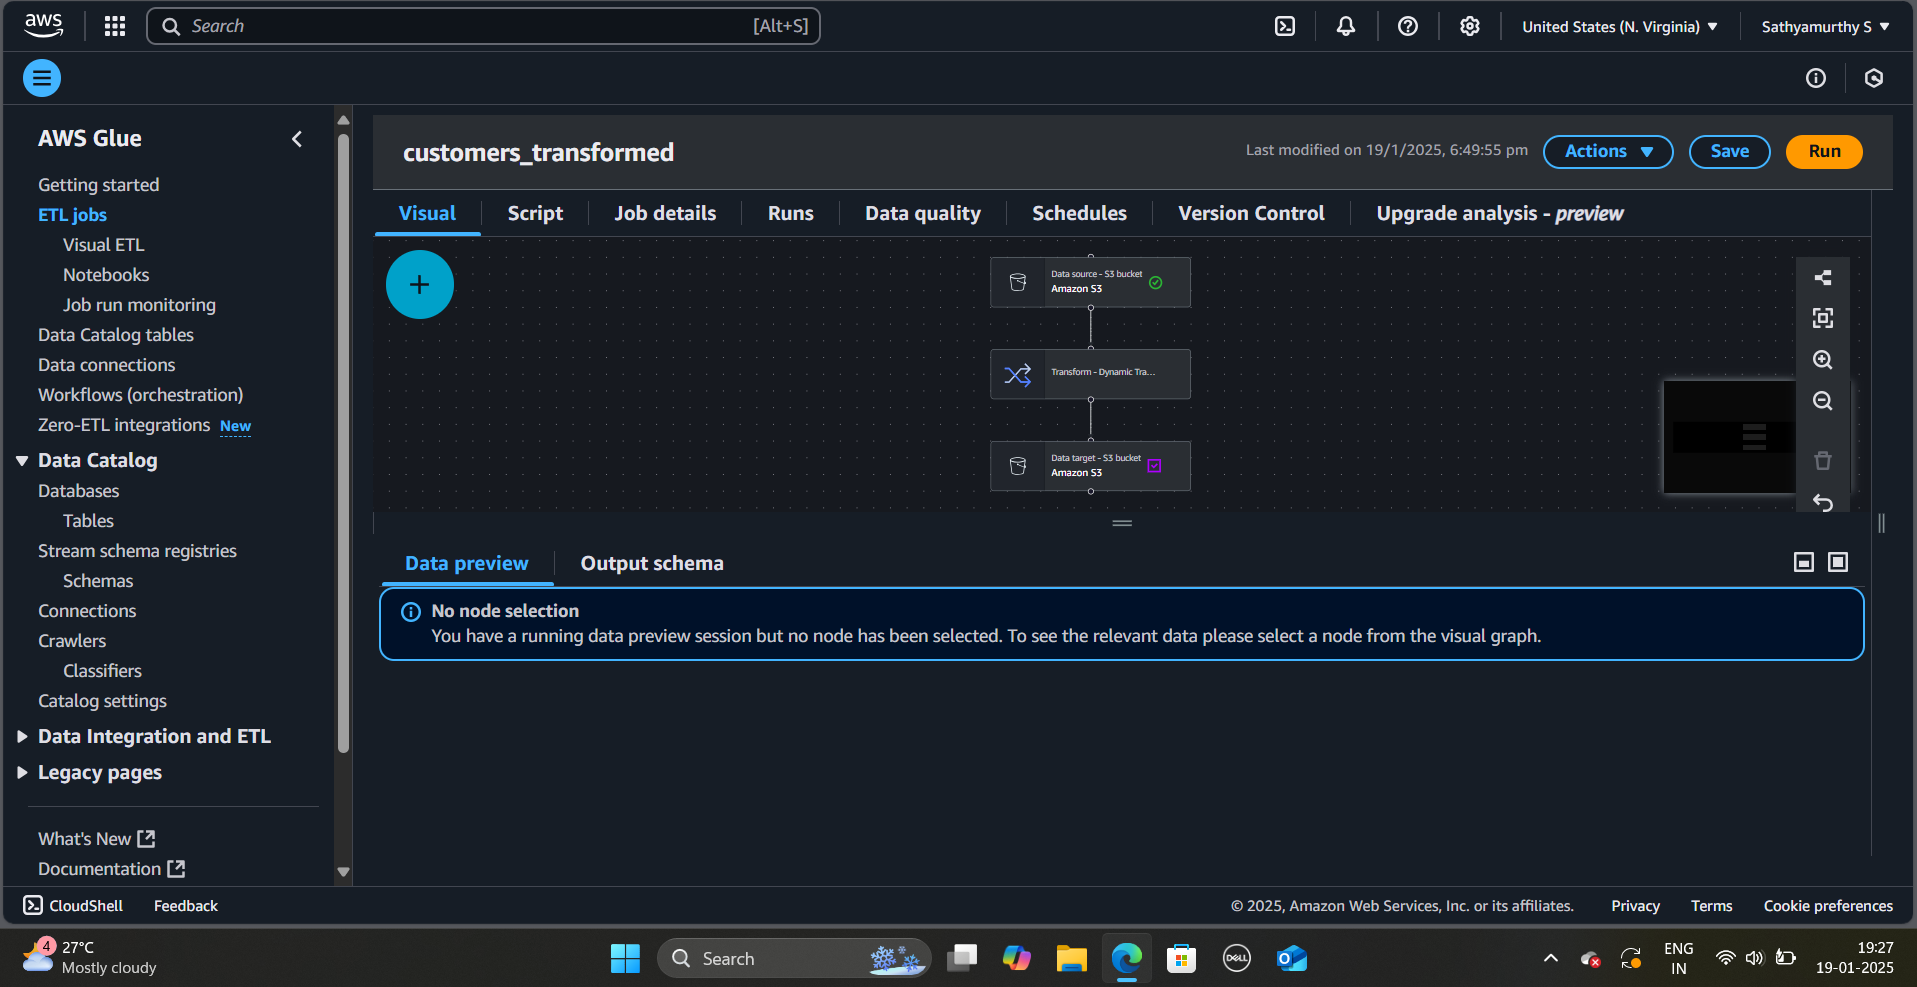 aws
Search [Alt+S]
United States (N. Virginia)
Sathyamurthy S
AWS Glue
Getting started
ETL jobs
Visual ETL
Notebooks
Job run monitoring
Data Catalog tables
Data connections
Workflows (orchestration)
Zero-ETL integrations New
Data Catalog
Databases
Tables
Stream schema registries
Schemas
Connections
Crawlers
Classifiers
Catalog settings
Data Integration and ETL
Legacy pages
What's New
Documentation
customers_transformed
Last modified on 19/1/2025, 6:49:55 pm
Actions
Save
Run
Visual
Script
Job details
Runs
Data quality
Schedules
Version Control
Upgrade analysis - preview
Data source - S3 bucket
Amazon S3
Transform - Dynamic Tra...
Data target - S3 bucket
Amazon S3
Data preview
Output schema
No node selection
You have a running data preview session but no node has been selected. To see the relevant data please select a node from the visual graph.
CloudShell
Feedback
© 2025, Amazon Web Services, Inc. or its affiliates.
Privacy
Terms
Cookie preferences
4
27°C
Mostly cloudy
Search
DELL
ENG
IN
19:27
19-01-2025